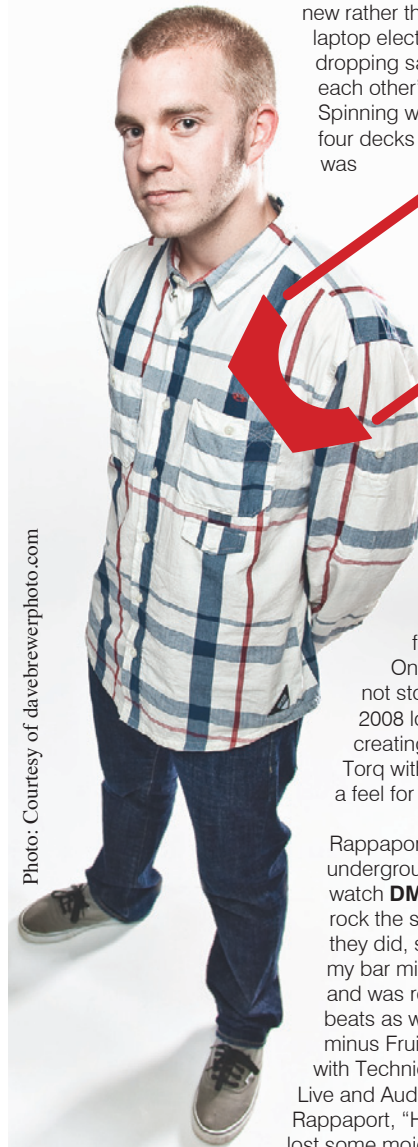 new rather th
laptop elect
dropping sa
each other'
Spinning w
four decks
was
f
On
not sto
2008 lo
creating
Torq with
a feel for
Rappapor
undergrou
watch DM
rock the s
they did, s
my bar mi
and was re
beats as w
minus Frui
with Technic
Live and Aud
Rappaport, “H
lost some moj
Photo: Courtesy of davebrewerphoto.com